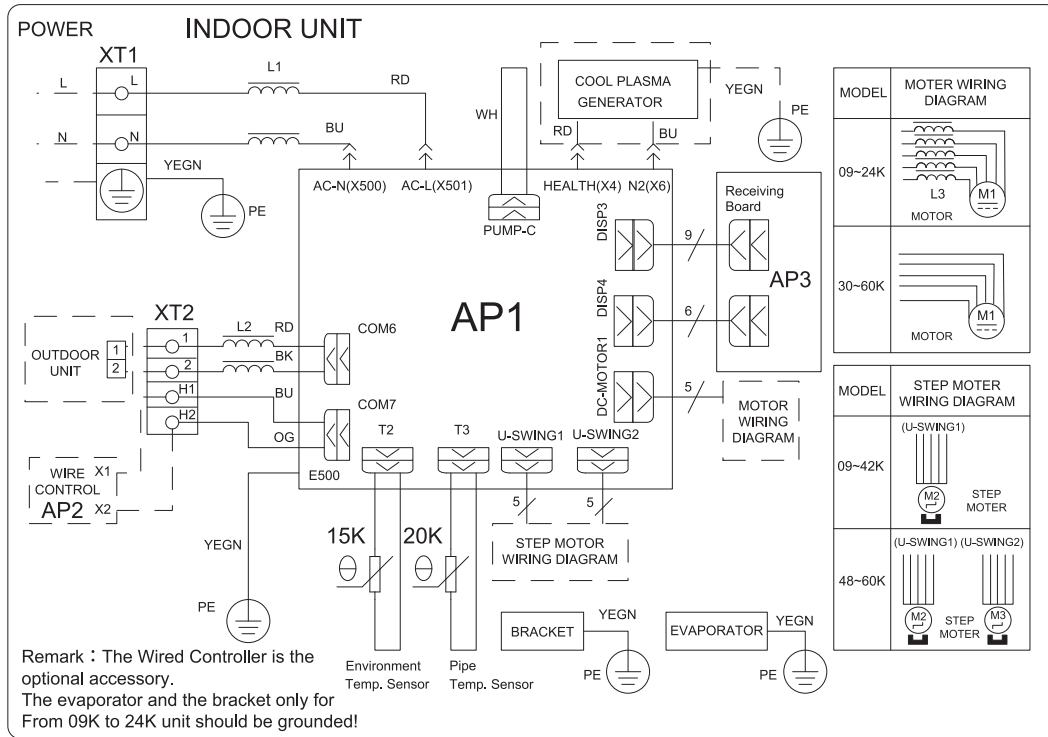 POWER
INDOOR UNIT
XT1
L
L
N
N
L1
RD
BU
YEGN
PE
WH
COOL PLASMA
GENERATOR
YEGN
PE
RD
BU
AC-N(X500)
AC-L(X501)
HEALTH(X4)
N2(X6)
PUMP-C
DISP3
9
Receiving
Board
AP3
DISP4
6
AP1
DC-MOTOR1
5
MOTOR
WIRING
DIAGRAM
XT2
OUTDOOR
UNIT
1
2
1
2
H1
H2
L2
RD
BK
BU
OG
COM6
COM7
E500
WIRE
CONTROL
AP2
X1
X2
YEGN
PE
T2
T3
U-SWING1
U-SWING2
15K
20K
5
5
STEP MOTOR
WIRING DIAGRAM
Environment
Temp. Sensor
Pipe
Temp. Sensor
BRACKET
YEGN
PE
EVAPORATOR
YEGN
PE
MODEL
MOTER WIRING
DIAGRAM
09~24K
L3
M1
MOTOR
30~60K
M1
MOTOR
MODEL
STEP MOTER
WIRING DIAGRAM
09~42K
(U-SWING1)
M2
STEP
MOTER
48~60K
(U-SWING1) (U-SWING2)
M2
STEP
MOTER
M3
Remark：The Wired Controller is the
optional accessory.
The evaporator and the bracket only for
From 09K to 24K unit should be grounded!